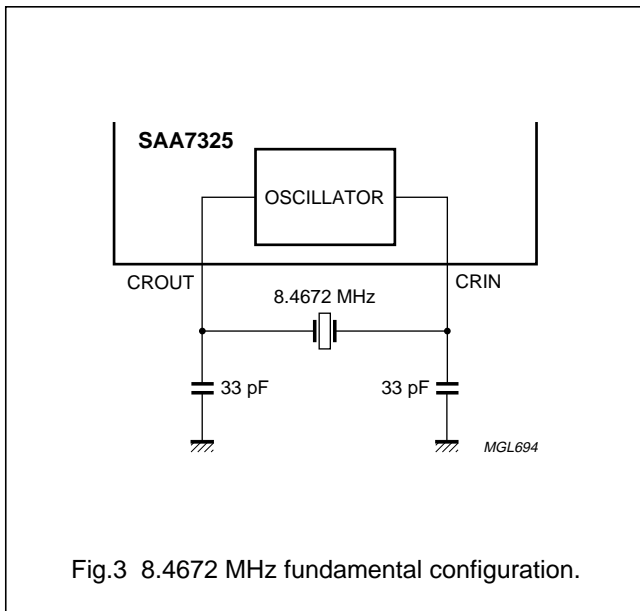 SAA7325
OSCILLATOR
CROUT
CRIN
8.4672 MHz
33 pF
33 pF
MGL694
Fig.3 8.4672 MHz fundamental configuration.